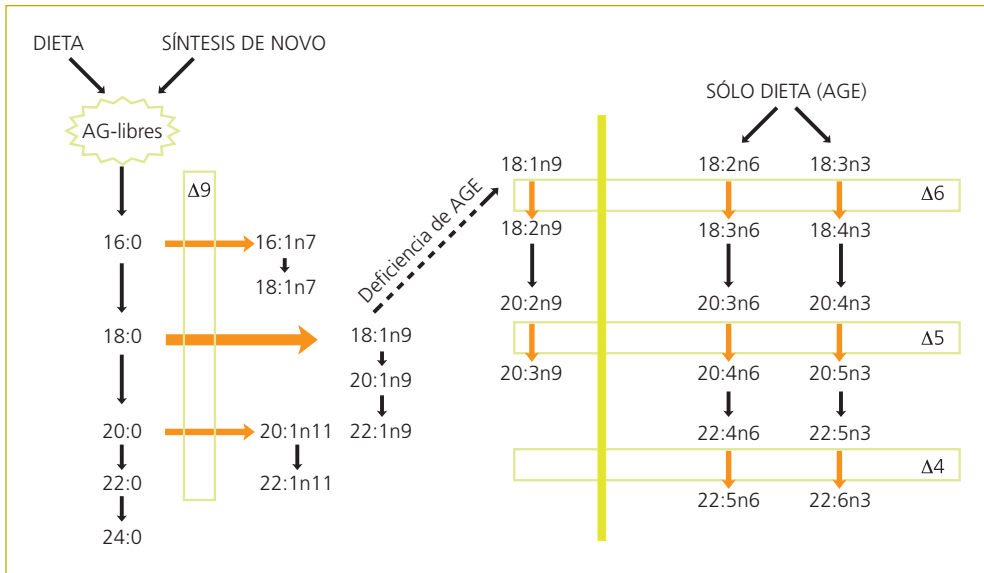 DIETA
SÍNTESIS DE NOVO
AG-libres
Δ9
16:0
16:1n7
18:1n7
18:0
18:1n9
20:1n9
22:1n9
20:0
20:1n11
22:1n11
22:0
24:0
Deficiencia de AGE
SÓLO DIETA (AGE)
18:1n9
18:2n6
18:3n3
Δ6
18:2n9
18:3n6
18:4n3
20:2n9
20:3n6
20:4n3
Δ5
20:3n9
20:4n6
20:5n3
22:4n6
22:5n3
Δ4
22:5n6
22:6n3